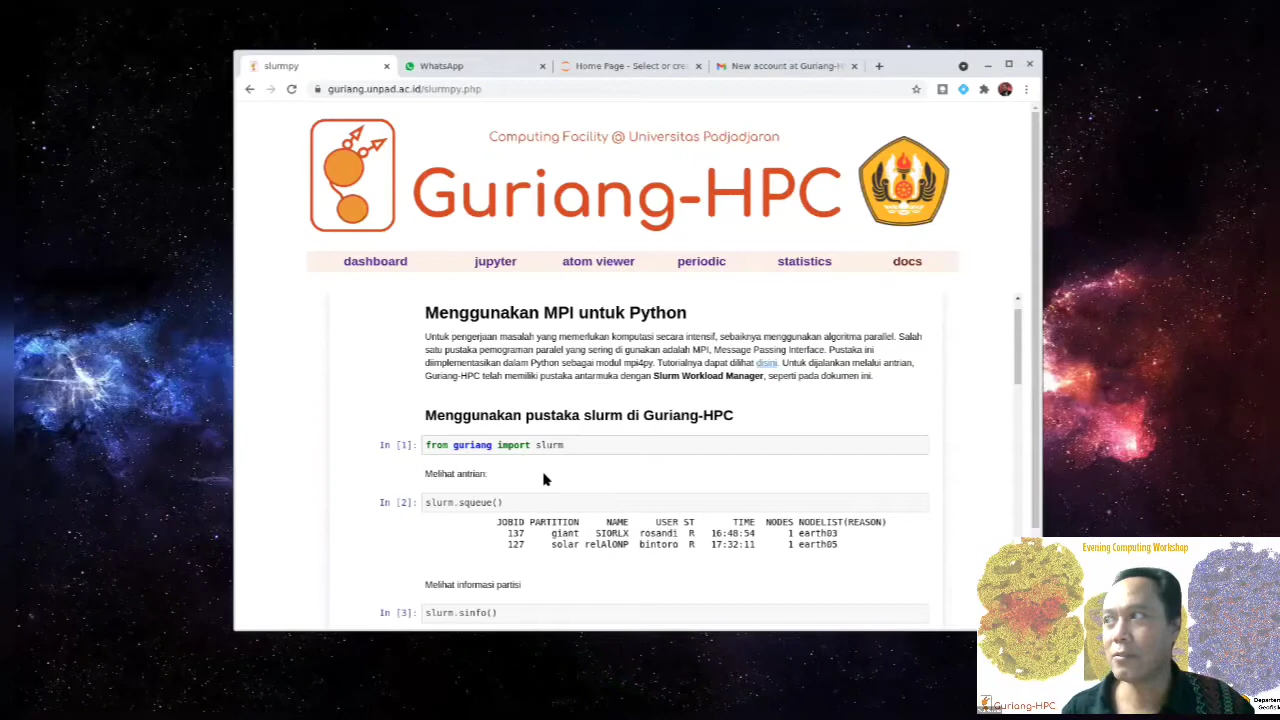 slurmpy
WhatsApp
Home Page - Select or cre
New account at Guriang-H
guriang.unpad.ac.id/slurmpy.php
Computing Facility @ Universitas Padjadjaran
Guriang-HPC
dashboard jupyter atom viewer periodic statistics docs
Menggunakan MPI untuk Python
Untuk pengerjaan masalah yang memerlukan komputasi secara intensif, sebaiknya menggunakan algoritma parallel. Salah
satu pustaka pemograman paralel yang sering di gunakan adalah MPI, Message Passing Interface. Pustaka ini
diimplementasikan dalam Python sebagai modul mpi4py. Tutorialnya dapat dilihat disini. Untuk dijalankan melalui antrian,
Guriang-HPC telah memiliki pustaka antarmuka dengan Slurm Workload Manager, seperti pada dokumen ini.
Menggunakan pustaka slurm di Guriang-HPC
In [1]: from guriang import slurm
Melihat antrian:
In [2]: slurm.squeue()
JOBID PARTITION NAME USER ST TIME NODES NODELIST(REASON)
137 giant SIORLX rosandi R 16:48:54 1 earth03
127 solar relAlONP bintoro R 17:32:11 1 earth05
Melihat informasi partisi
In [3]: slurm.sinfo()
Evening Computing Workshop
Guriang-HPC
Departen
Geofisik